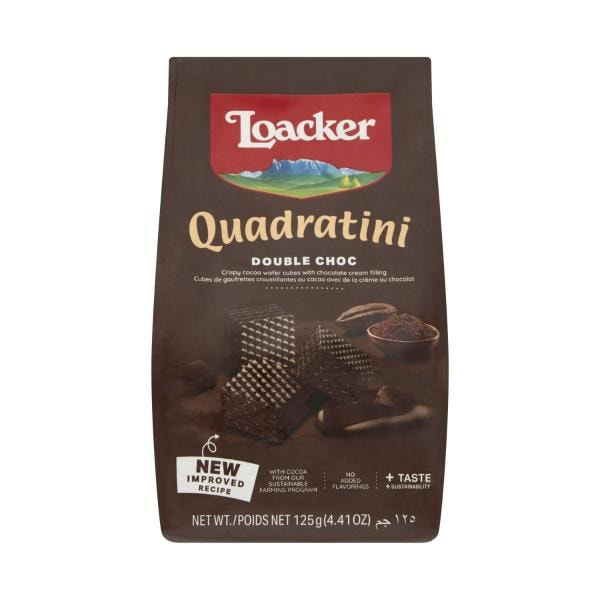 Loacker
Quadratini
DOUBLE CHOC
Crispy cocoa wafer cubes with chocolate cream filling
Cubes de gaufrettes croustillantes au cacao avec de la crème au chocolat
NEW
IMPROVED
RECIPE
WITH COCOA
FROM OUR
SUSTAINABLE
FARMING PROGRAM
NO
ADDED
FLAVORINGS
+ TASTE
+ SUSTAINABILITY
NET WT./POIDS NET 125g(4.41OZ) ١٢٥ جم